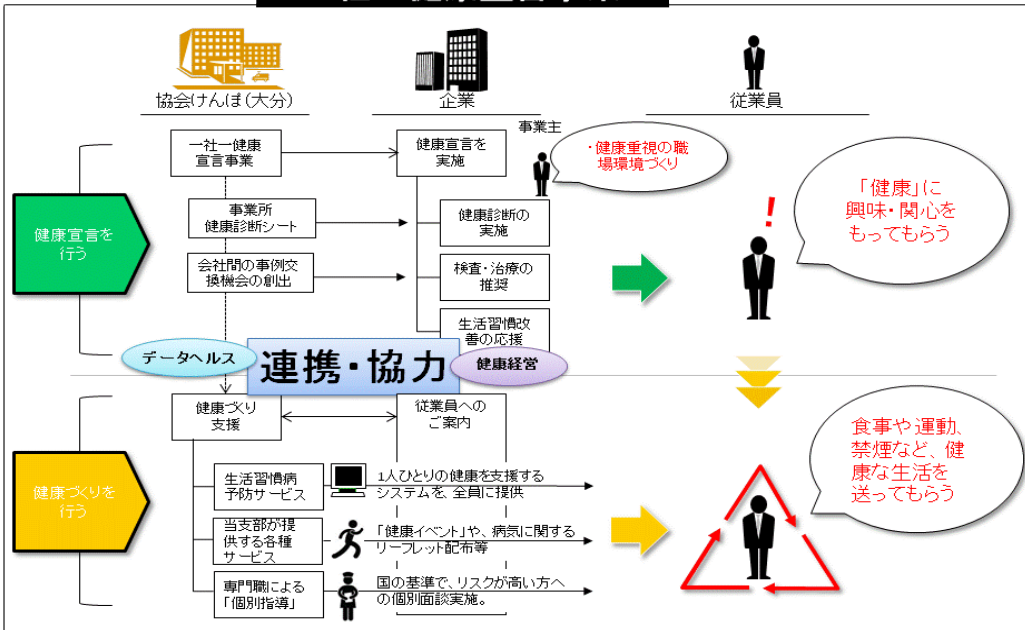 協会けんぽ(大分)
企業
従業員
事業主
一社一健康
宣言事業
健康宣言を
実施
・健康重視の職
場環境づくり
事業所
健康診断シート
健康診断の
実施
会社間の事例交
換機会の創出
検査・治療の
推奨
生活習慣改
善の応援
健康宣言を
行う
!
「健康」に
興味・関心を
もってもらう
データヘルス
連携・協力
健康経営
健康づくり
支援
従業員への
ご案内
健康づくりを
行う
生活習慣病
予防サービス
1人ひとりの健康を支援する
システムを、全員に提供
当支部が提
供する各種
サービス
「健康イベント」や、病気に関する
リーフレット配布等
専門職による
「個別指導」
国の基準で、リスクが高い方へ
の個別面談実施。
食事や運動、
禁煙など、健
康な生活を
送ってもらう